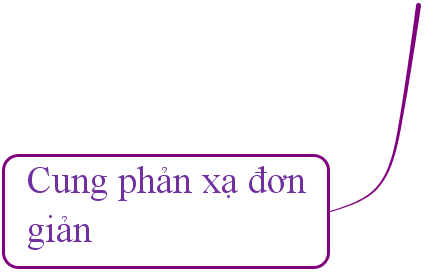 Cung phản xạ đơn
giản